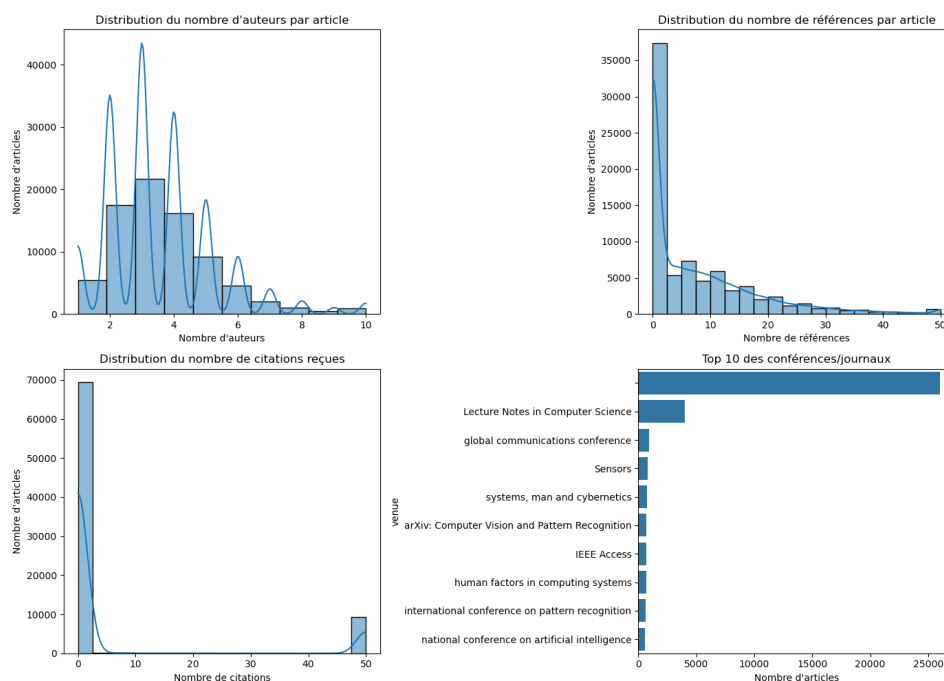 Distribution du nombre d'auteurs par article
Nombre d'articles
40000
30000
20000
10000
0
2 4 6 8 10
Nombre d'auteurs
Distribution du nombre de références par article
Nombre d'articles
35000
30000
25000
20000
15000
10000
5000
0
0 10 20 30 40 50
Nombre de références
Distribution du nombre de citations reçues
Nombre d'articles
70000
60000
50000
40000
30000
20000
10000
0
0 10 20 30 40 50
Nombre de citations
Top 10 des conférences/journaux
venue
Lecture Notes in Computer Science
global communications conference
Sensors
systems, man and cybernetics
arXiv: Computer Vision and Pattern Recognition
IEEE Access
human factors in computing systems
international conference on pattern recognition
national conference on artificial intelligence
0 5000 10000 15000 20000 25000
Nombre d'articles